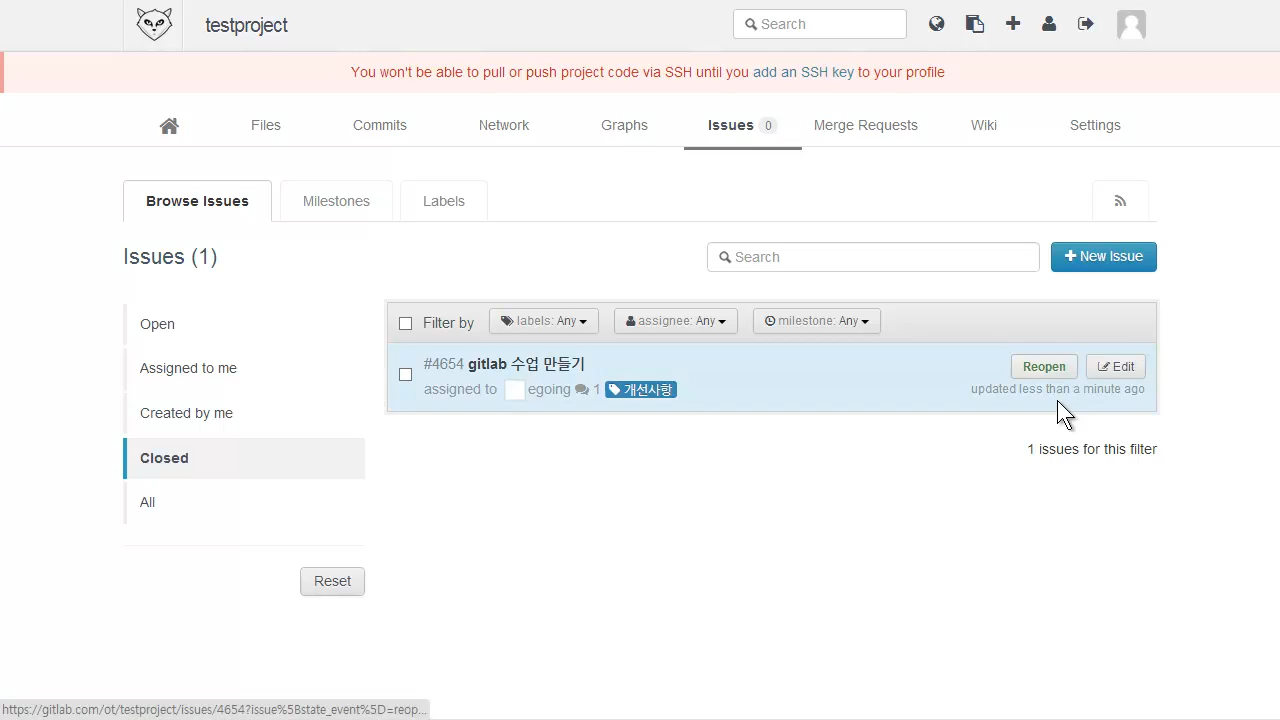 testproject
Search
You won't be able to pull or push project code via SSH until you add an SSH key to your profile
Files
Commits
Network
Graphs
Issues 0
Merge Requests
Wiki
Settings
Browse Issues
Milestones
Labels
Issues (1)
Search
New Issue
Open
Assigned to me
Created by me
Closed
All
Reset
Filter by
labels: Any
assignee: Any
milestone: Any
#4654 gitlab 수업 만들기
Reopen
Edit
assigned to egoing 1 개선사항
updated less than a minute ago
1 issues for this filter
https://gitlab.com/ot/testproject/issues/4654?issue%5Bstate_event%5D=reop...